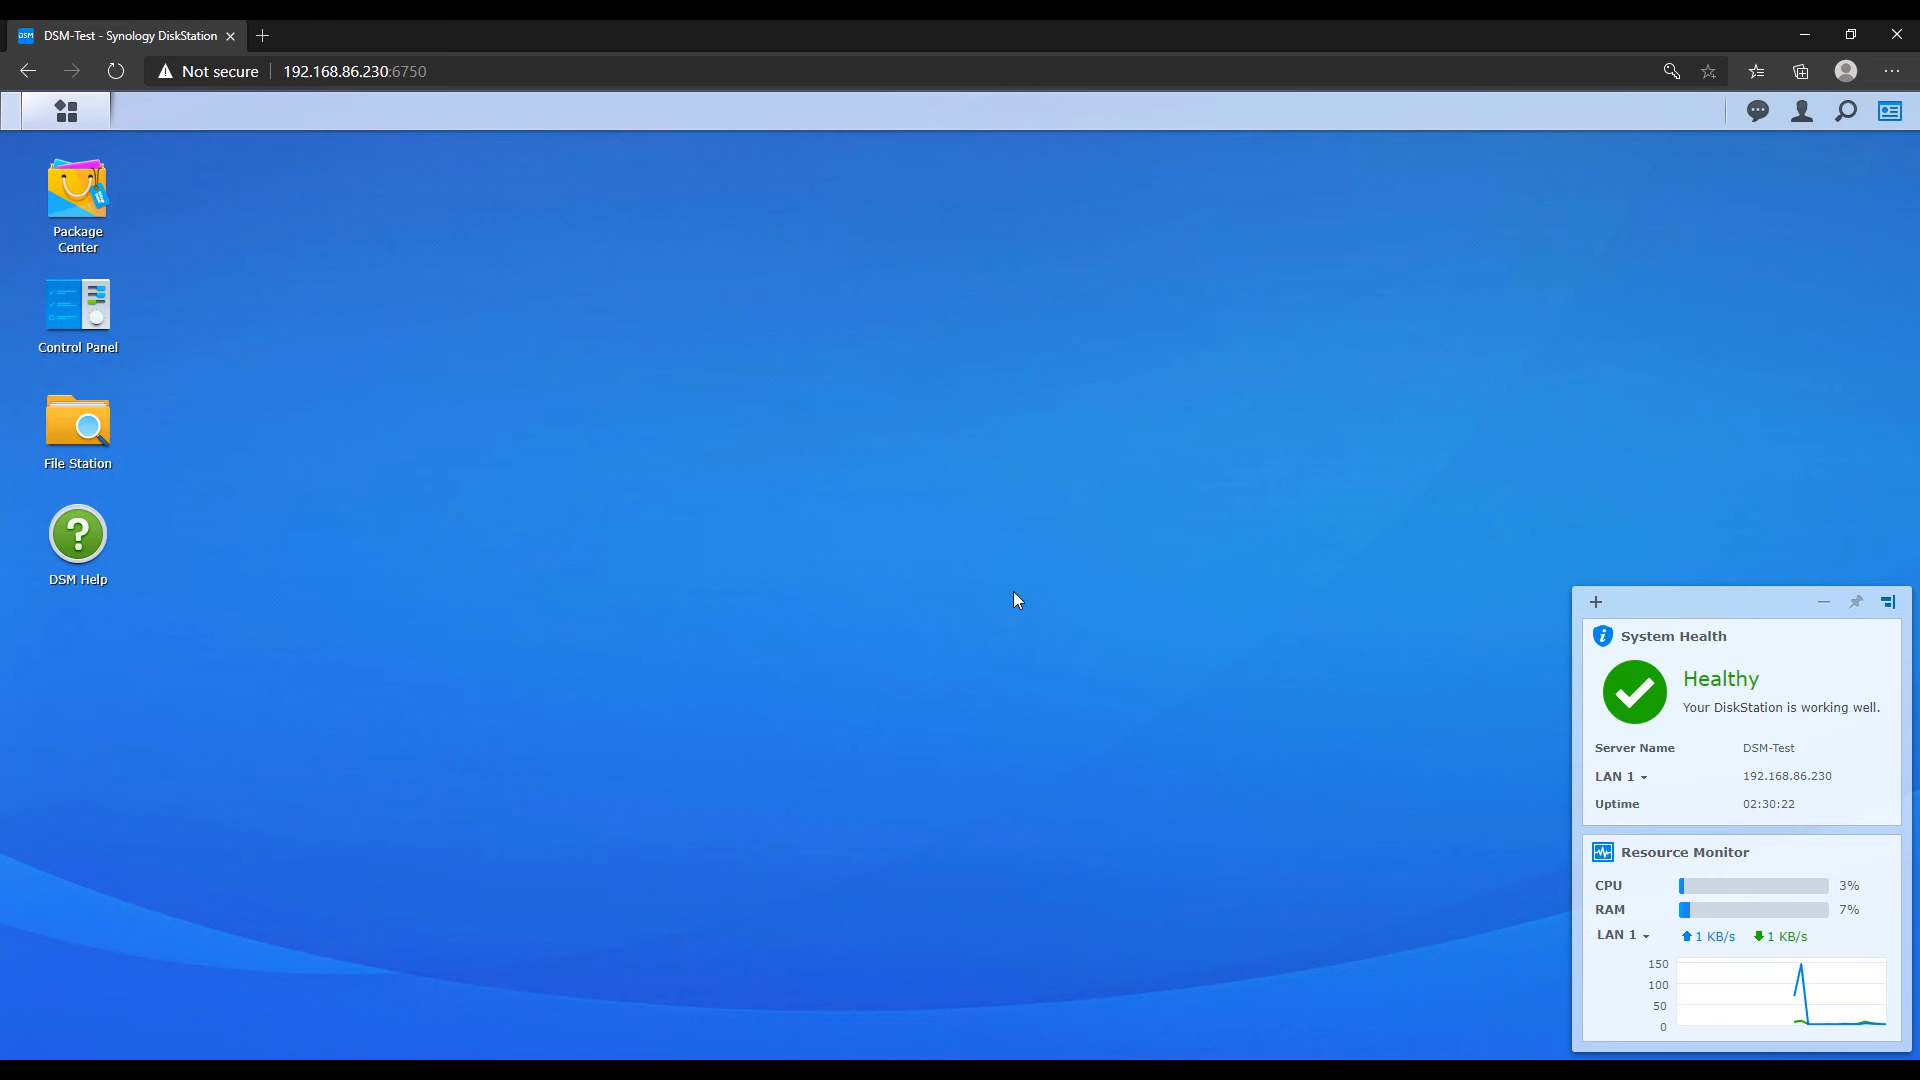 DSM
DSM-Test - Synology DiskStation
Not secure
192.168.86.230:6750
Package
Center
Control Panel
File Station
?
DSM Help
System Health
Healthy
Your DiskStation is working well.
Server Name DSM-Test
LAN 1 192.168.86.230
Uptime 02:30:22
Resource Monitor
CPU 3%
RAM 7%
LAN 1 1 KB/s 1 KB/s
150
100
50
0